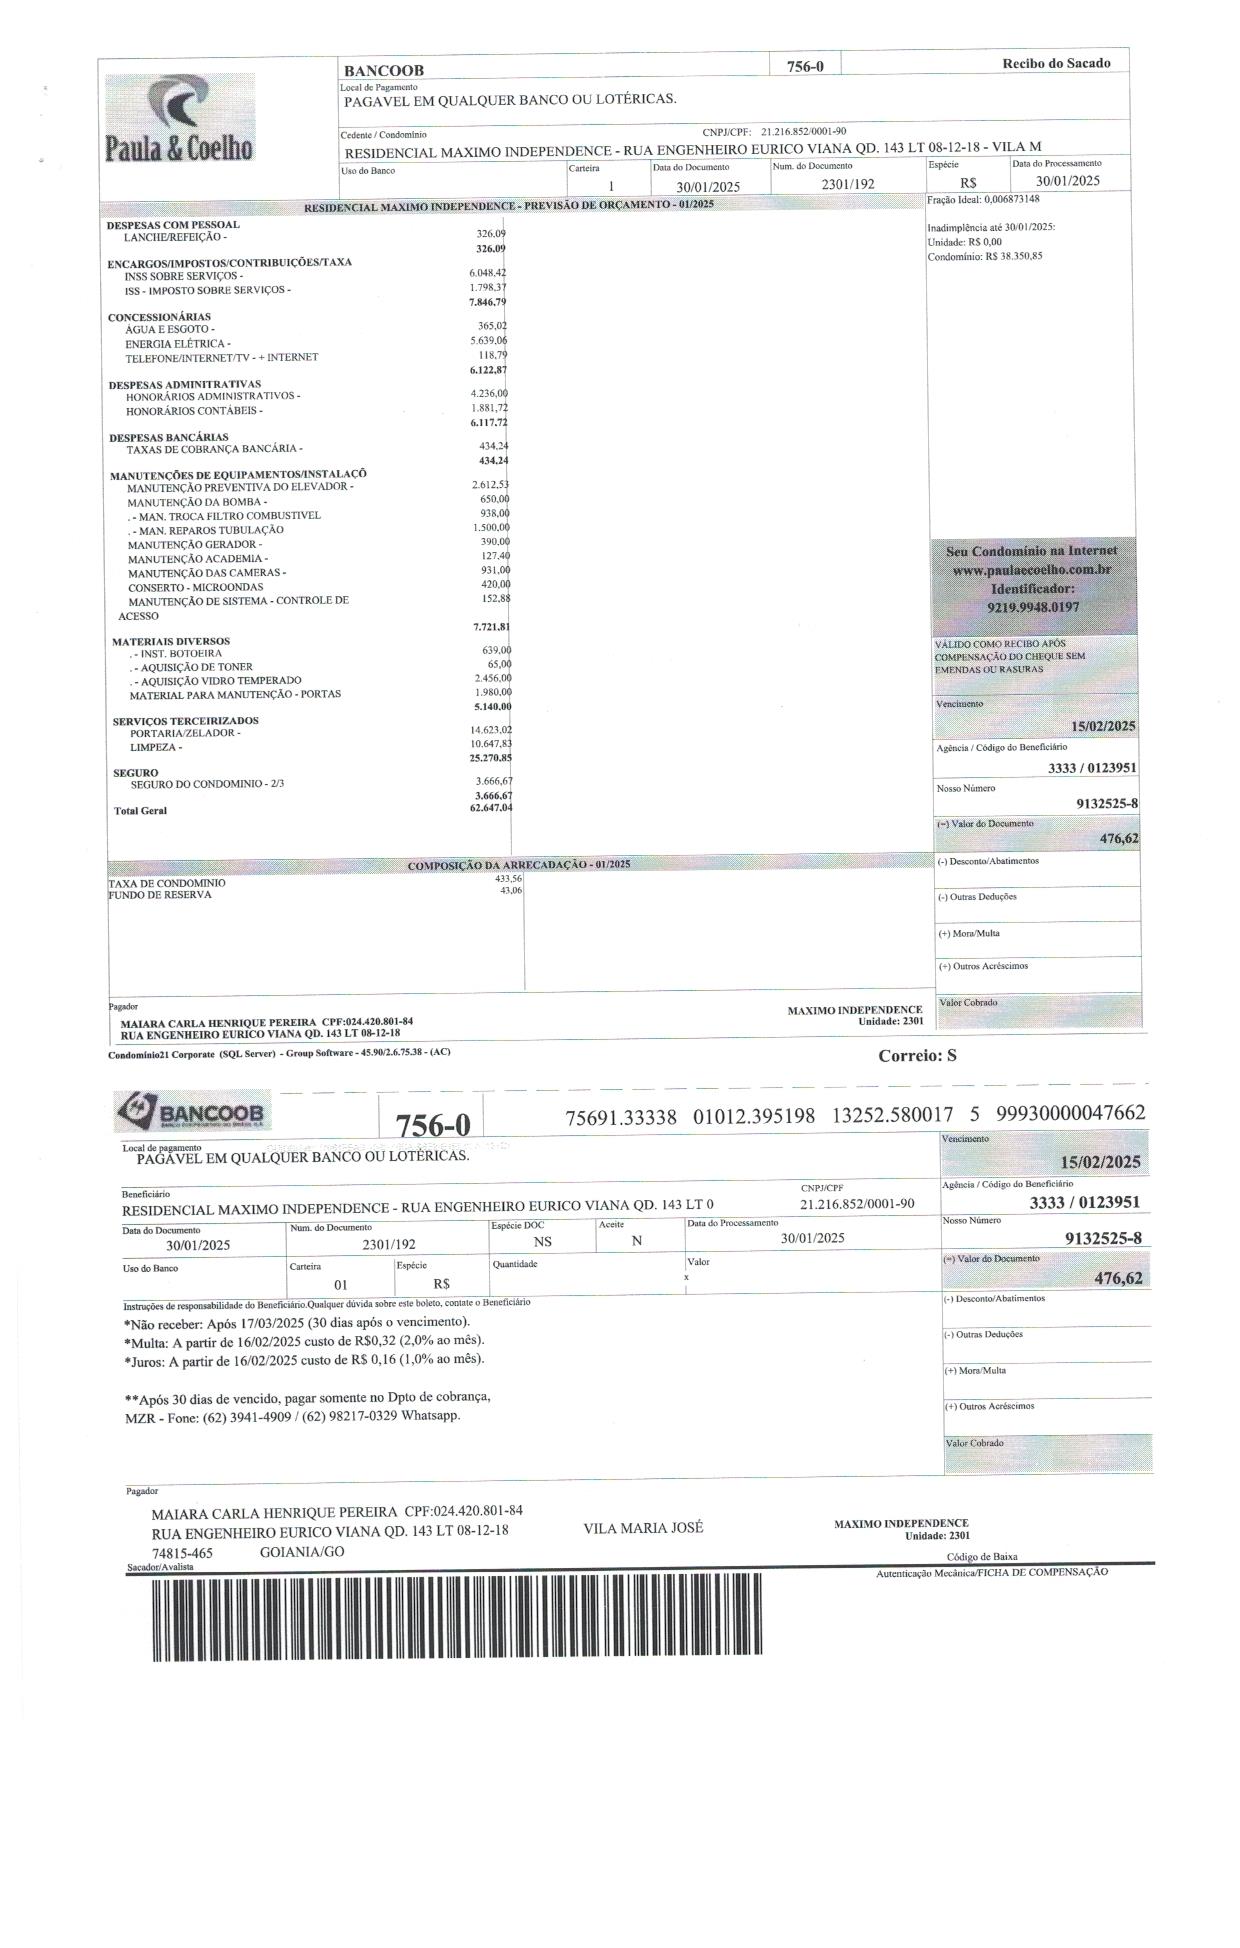 Paula & Coelho
BANCOOB 756-0 Recibo do Sacado
Local de Pagamento
PAGAVEL EM QUALQUER BANCO OU LOTÉRICAS.
Cedente / Condomínio CNPJ/CPF: 21.216.852/0001-90
RESIDENCIAL MAXIMO INDEPENDENCE - RUA ENGENHEIRO EURICO VIANA QD. 143 LT 08-12-18 - VILA M
Uso do Banco Carteira Data do Documento Num. do Documento Espécie Data do Processamento
1 30/01/2025 2301/192 R$ 30/01/2025
RESIDENCIAL MAXIMO INDEPENDENCE - PREVISÃO DE ORÇAMENTO - 01/2025
Fração Ideal: 0,006873148
Inadimplência até 30/01/2025:
Unidade: R$ 0,00
Condomínio: R$ 38.350,85
DESPESAS COM PESSOAL
LANCHE/REFEIÇÃO - 326,09
326,09
ENCARGOS/IMPOSTOS/CONTRIBUIÇÕES/TAXA
INSS SOBRE SERVIÇOS - 6.048,42
ISS - IMPOSTO SOBRE SERVIÇOS - 1.798,37
7.846,79
CONCESSIONÁRIAS
ÁGUA E ESGOTO - 365,02
ENERGIA ELÉTRICA - 5.639,06
TELEFONE/INTERNET/TV - + INTERNET 118,79
6.122,87
DESPESAS ADMINITRATIVAS
HONORÁRIOS ADMINISTRATIVOS - 4.236,00
HONORÁRIOS CONTÁBEIS - 1.881,72
6.117,72
DESPESAS BANCÁRIAS
TAXAS DE COBRANÇA BANCÁRIA - 434,24
434,24
MANUTENÇÕES DE EQUIPAMENTOS/INSTALAÇÕ
MANUTENÇÃO PREVENTIVA DO ELEVADOR - 2.612,53
MANUTENÇÃO DA BOMBA - 650,00
. - MAN. TROCA FILTRO COMBUSTIVEL 938,00
. - MAN. REPAROS TUBULAÇÃO 1.500,00
MANUTENÇÃO GERADOR - 390,00
MANUTENÇÃO ACADEMIA - 127,40
MANUTENÇÃO DAS CAMERAS - 931,00
CONSERTO - MICROONDAS 420,00
MANUTENÇÃO DE SISTEMA - CONTROLE DE 152,88
ACESSO
7.721,81
MATERIAIS DIVERSOS
. - INST. BOTOEIRA 639,00
. - AQUISIÇÃO DE TONER 65,00
. - AQUISIÇÃO VIDRO TEMPERADO 2.456,00
MATERIAL PARA MANUTENÇÃO - PORTAS 1.980,00
5.140,00
SERVIÇOS TERCEIRIZADOS
PORTARIA/ZELADOR - 14.623,02
LIMPEZA - 10.647,83
25.270,85
SEGURO
SEGURO DO CONDOMINIO - 2/3 3.666,67
3.666,67
Total Geral 62.647,04
Seu Condomínio na Internet
www.paulaecoelho.com.br
Identificador:
9219.9948.0197
VÁLIDO COMO RECIBO APÓS
COMPENSAÇÃO DO CHEQUE SEM
EMENDAS OU RASURAS
Vencimento
15/02/2025
Agência / Código do Beneficiário
3333 / 0123951
Nosso Número
9132525-8
(=) Valor do Documento
476,62
COMPOSIÇÃO DA ARRECADAÇÃO - 01/2025
TAXA DE CONDOMINIO 433,56
FUNDO DE RESERVA 43,06
(-) Desconto/Abatimentos
(-) Outras Deduções
(+) Mora/Multa
(+) Outros Acréscimos
Valor Cobrado
Pagador
MAIARA CARLA HENRIQUE PEREIRA CPF:024.420.801-84
RUA ENGENHEIRO EURICO VIANA QD. 143 LT 08-12-18
MAXIMO INDEPENDENCE
Unidade: 2301
Condomínio21 Corporate (SQL Server) - Group Software - 45.90/2.6.75.38 - (AC)
Correio: S
BANCOOB 756-0 75691.33338 01012.395198 13252.580017 5 99930000047662
Local de pagamento
PAGAVEL EM QUALQUER BANCO OU LOTÉRICAS.
Vencimento
15/02/2025
Beneficiário CNPJ/CPF
RESIDENCIAL MAXIMO INDEPENDENCE - RUA ENGENHEIRO EURICO VIANA QD. 143 LT 0 21.216.852/0001-90
Agência / Código do Beneficiário
3333 / 0123951
Data do Documento Num. do Documento Espécie DOC Aceite Data do Processamento
30/01/2025 2301/192 NS N 30/01/2025
Nosso Número
9132525-8
Uso do Banco Carteira Espécie Quantidade Valor
01 R$ x
(=) Valor do Documento
476,62
Instruções de responsabilidade do Beneficiário.Qualquer dúvida sobre este boleto, contate o Beneficiário
*Não receber: Após 17/03/2025 (30 dias após o vencimento).
*Multa: A partir de 16/02/2025 custo de R$0,32 (2,0% ao mês).
*Juros: A partir de 16/02/2025 custo de R$ 0,16 (1,0% ao mês).
**Após 30 dias de vencido, pagar somente no Dpto de cobrança,
MZR - Fone: (62) 3941-4909 / (62) 98217-0329 Whatsapp.
(-) Desconto/Abatimentos
(-) Outras Deduções
(+) Mora/Multa
(+) Outros Acréscimos
Valor Cobrado
Pagador
MAIARA CARLA HENRIQUE PEREIRA CPF:024.420.801-84
RUA ENGENHEIRO EURICO VIANA QD. 143 LT 08-12-18 VILA MARIA JOSÉ
74815-465 GOIANIA/GO
MAXIMO INDEPENDENCE
Unidade: 2301
Código de Baixa
Sacador/Avalista
Autenticação Mecânica/FICHA DE COMPENSAÇÃO